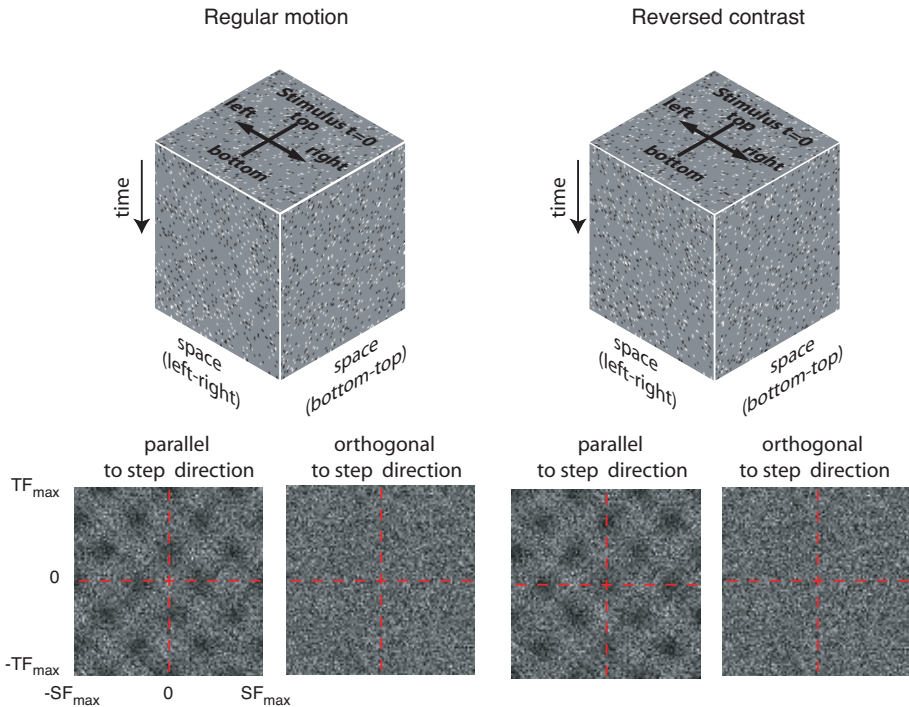 Regular motion
Reversed contrast
Stimulus t=0
left
top
bottom
right
time
space
(left-right)
space
(bottom-top)
Stimulus t=0
left
top
bottom
right
time
space
(left-right)
space
(bottom-top)
parallel
to step direction
orthogonal
to step direction
parallel
to step direction
orthogonal
to step direction
TFmax
0
-TFmax
-SFmax
0
SFmax